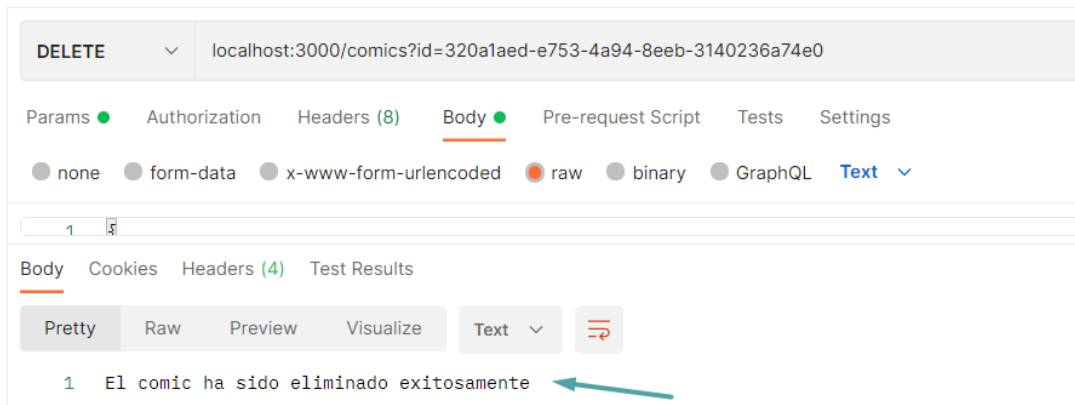 DELETE localhost:3000/comics?id=320a1aed-e753-4a94-8eeb-3140236a74e0
Params Authorization Headers (8) Body Pre-request Script Tests Settings
none form-data x-www-form-urlencoded raw binary GraphQL Text
1 {
Body Cookies Headers (4) Test Results
Pretty Raw Preview Visualize Text
1 El comic ha sido eliminado exitosamente